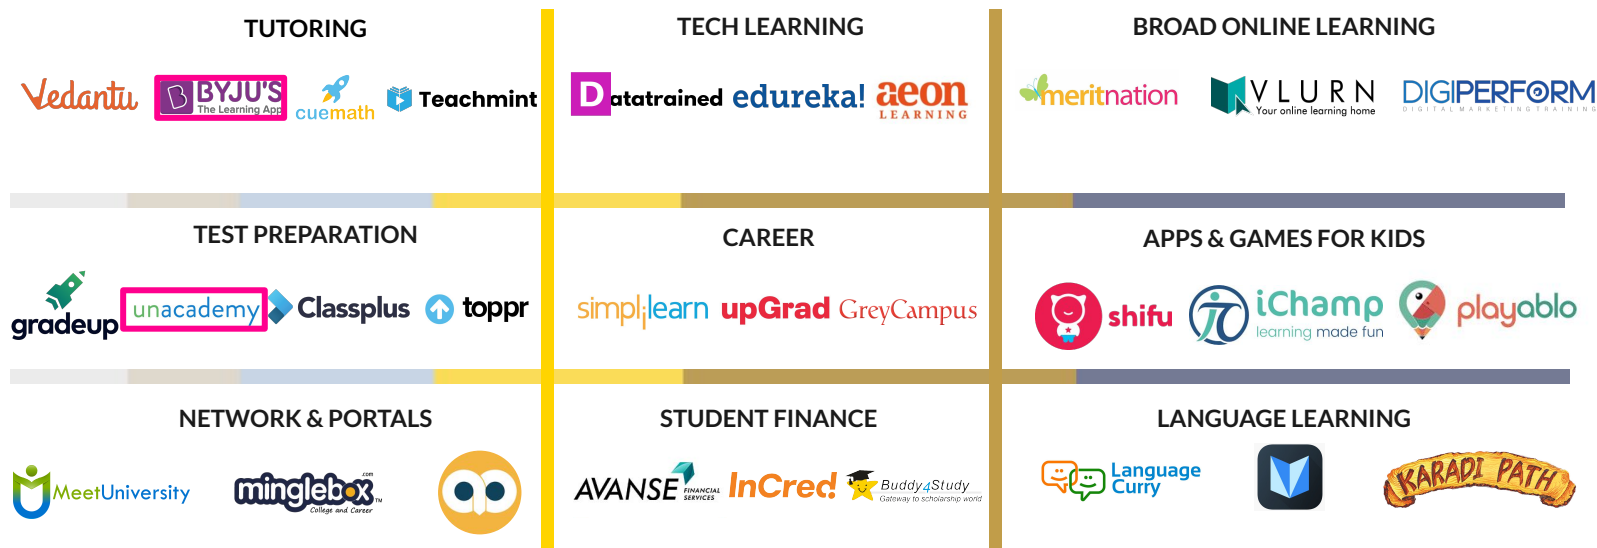 TUTORING
Vedantu
BYJU'S
The Learning App
cuemath
Teachmint
TECH LEARNING
Datatrained
edureka!
aeon
LEARNING
BROAD ONLINE LEARNING
meritnation
VLURN
Your online learning home
DIGIPERFORM
DIGITAL MARKETING TRAINING
TEST PREPARATION
gradeup
unacademy
Classplus
toppr
CAREER
simplilearn
upGrad
GreyCampus
APPS & GAMES FOR KIDS
shifu
iChamp
learning made fun
playablo
NETWORK & PORTALS
MeetUniversity
minglebox
.com
TM
College and Career
STUDENT FINANCE
AVANSE
FINANCIAL
SERVICES
InCred
Buddy4Study
Gateway to scholarship world
LANGUAGE LEARNING
Language
Curry
KARADI PATH